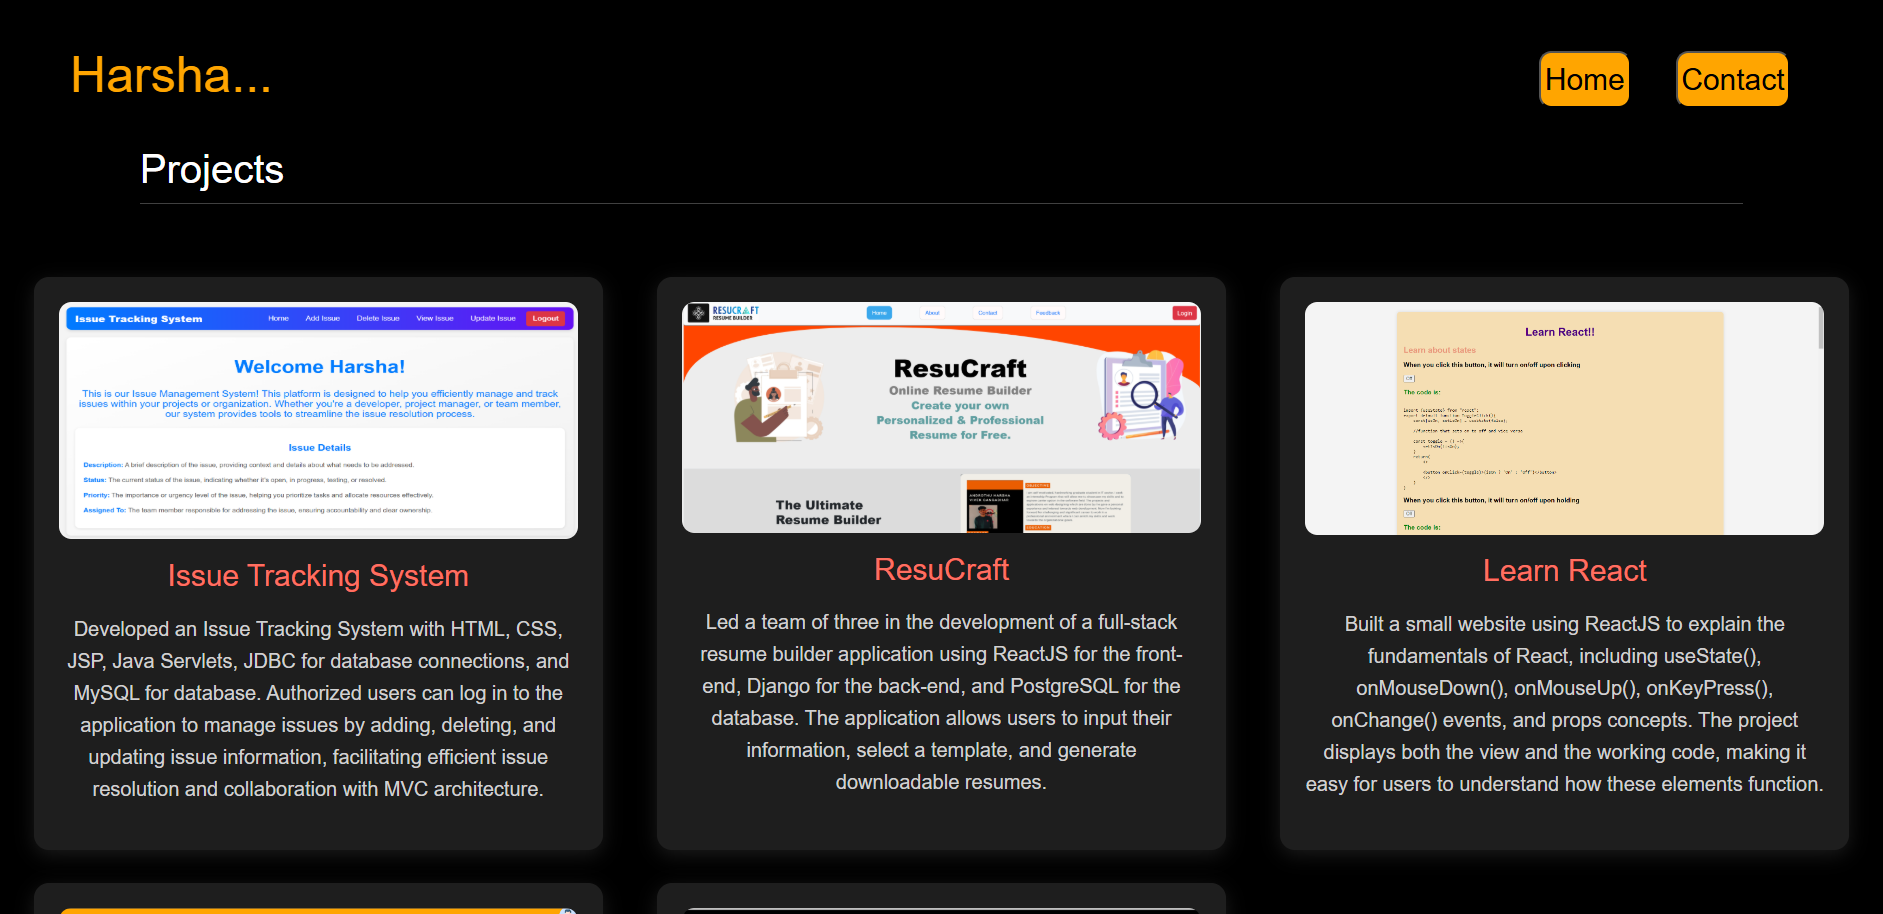 Harsha...
Home
Contact
Projects
Issue Tracking System
Home
Add Issue
Delete Issue
View Issue
Update Issue
Logout
Welcome Harsha!
This is our Issue Management System! This platform is designed to help you efficiently manage and track
issues within your projects or organization. Whether you're a developer, project manager, or team member,
our system provides tools to streamline the issue resolution process.
Issue Details
Description: A brief description of the issue, providing context and details about what needs to be addressed.
Status: The current status of the issue, indicating whether it's open, in progress, testing, or resolved.
Priority: The importance or urgency level of the issue, helping you prioritize tasks and allocate resources effectively.
Assigned To: The team member responsible for addressing the issue, ensuring accountability and clear ownership.
Issue Tracking System
Developed an Issue Tracking System with HTML, CSS,
JSP, Java Servlets, JDBC for database connections, and
MySQL for database. Authorized users can log in to the
application to manage issues by adding, deleting, and
updating issue information, facilitating efficient issue
resolution and collaboration with MVC architecture.
RESUCRAFT
RESUME BUILDER
Home
About
Contact
Feedback
Login
ResuCraft
Online Resume Builder
Create your own
Personalized & Professional
Resume for Free.
The Ultimate
Resume Builder
ResuCraft
Led a team of three in the development of a full-stack
resume builder application using ReactJS for the front-
end, Django for the back-end, and PostgreSQL for the
database. The application allows users to input their
information, select a template, and generate
downloadable resumes.
Learn React!!
Learn about states
When you click this button, it will turn on/off upon clicking
Off
The code is:
When you click this button, it will turn on/off upon holding
Off
The code is:
Learn React
Built a small website using ReactJS to explain the
fundamentals of React, including useState(),
onMouseDown(), onMouseUp(), onKeyPress(),
onChange() events, and props concepts. The project
displays both the view and the working code, making it
easy for users to understand how these elements function.